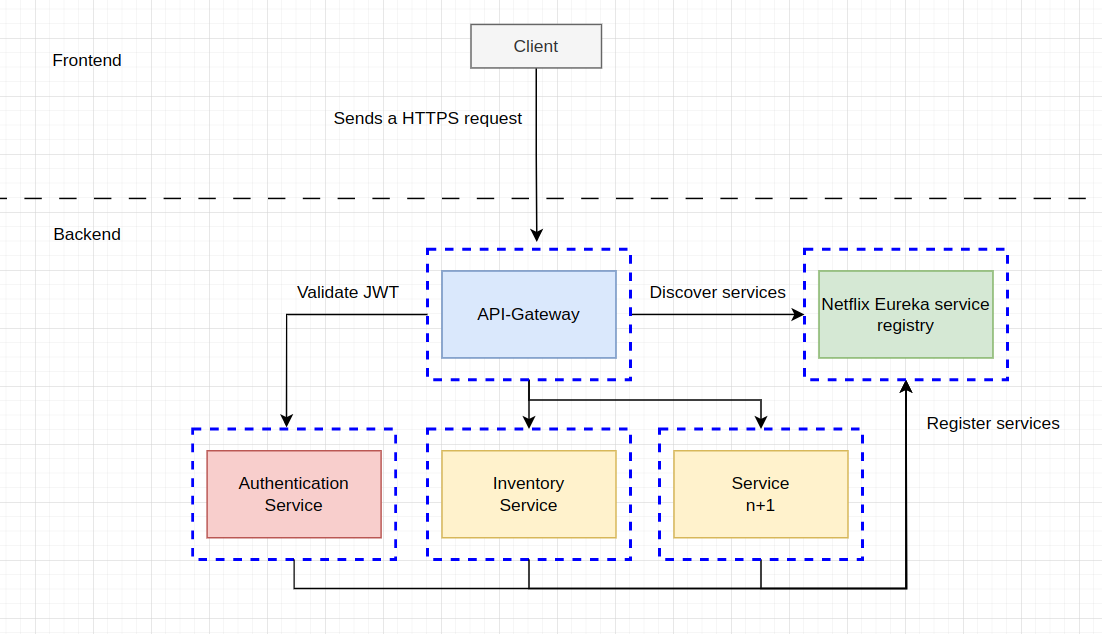 Client
Frontend
Sends a HTTPS request
Backend
Validate JWT
API-Gateway
Discover services
Netflix Eureka service
registry
Register services
Authentication
Service
Inventory
Service
Service
n+1